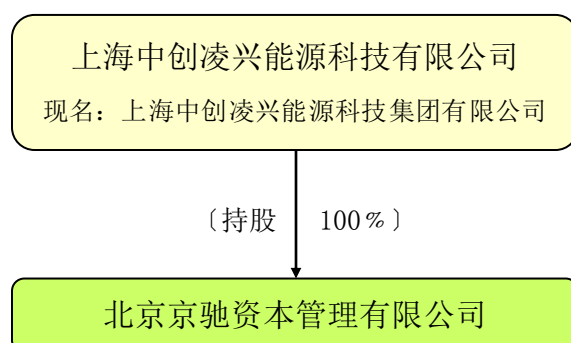 上海中创凌兴能源科技有限公司
现名：上海中创凌兴能源科技集团有限公司
〔持股 100%〕
北京京驰资本管理有限公司